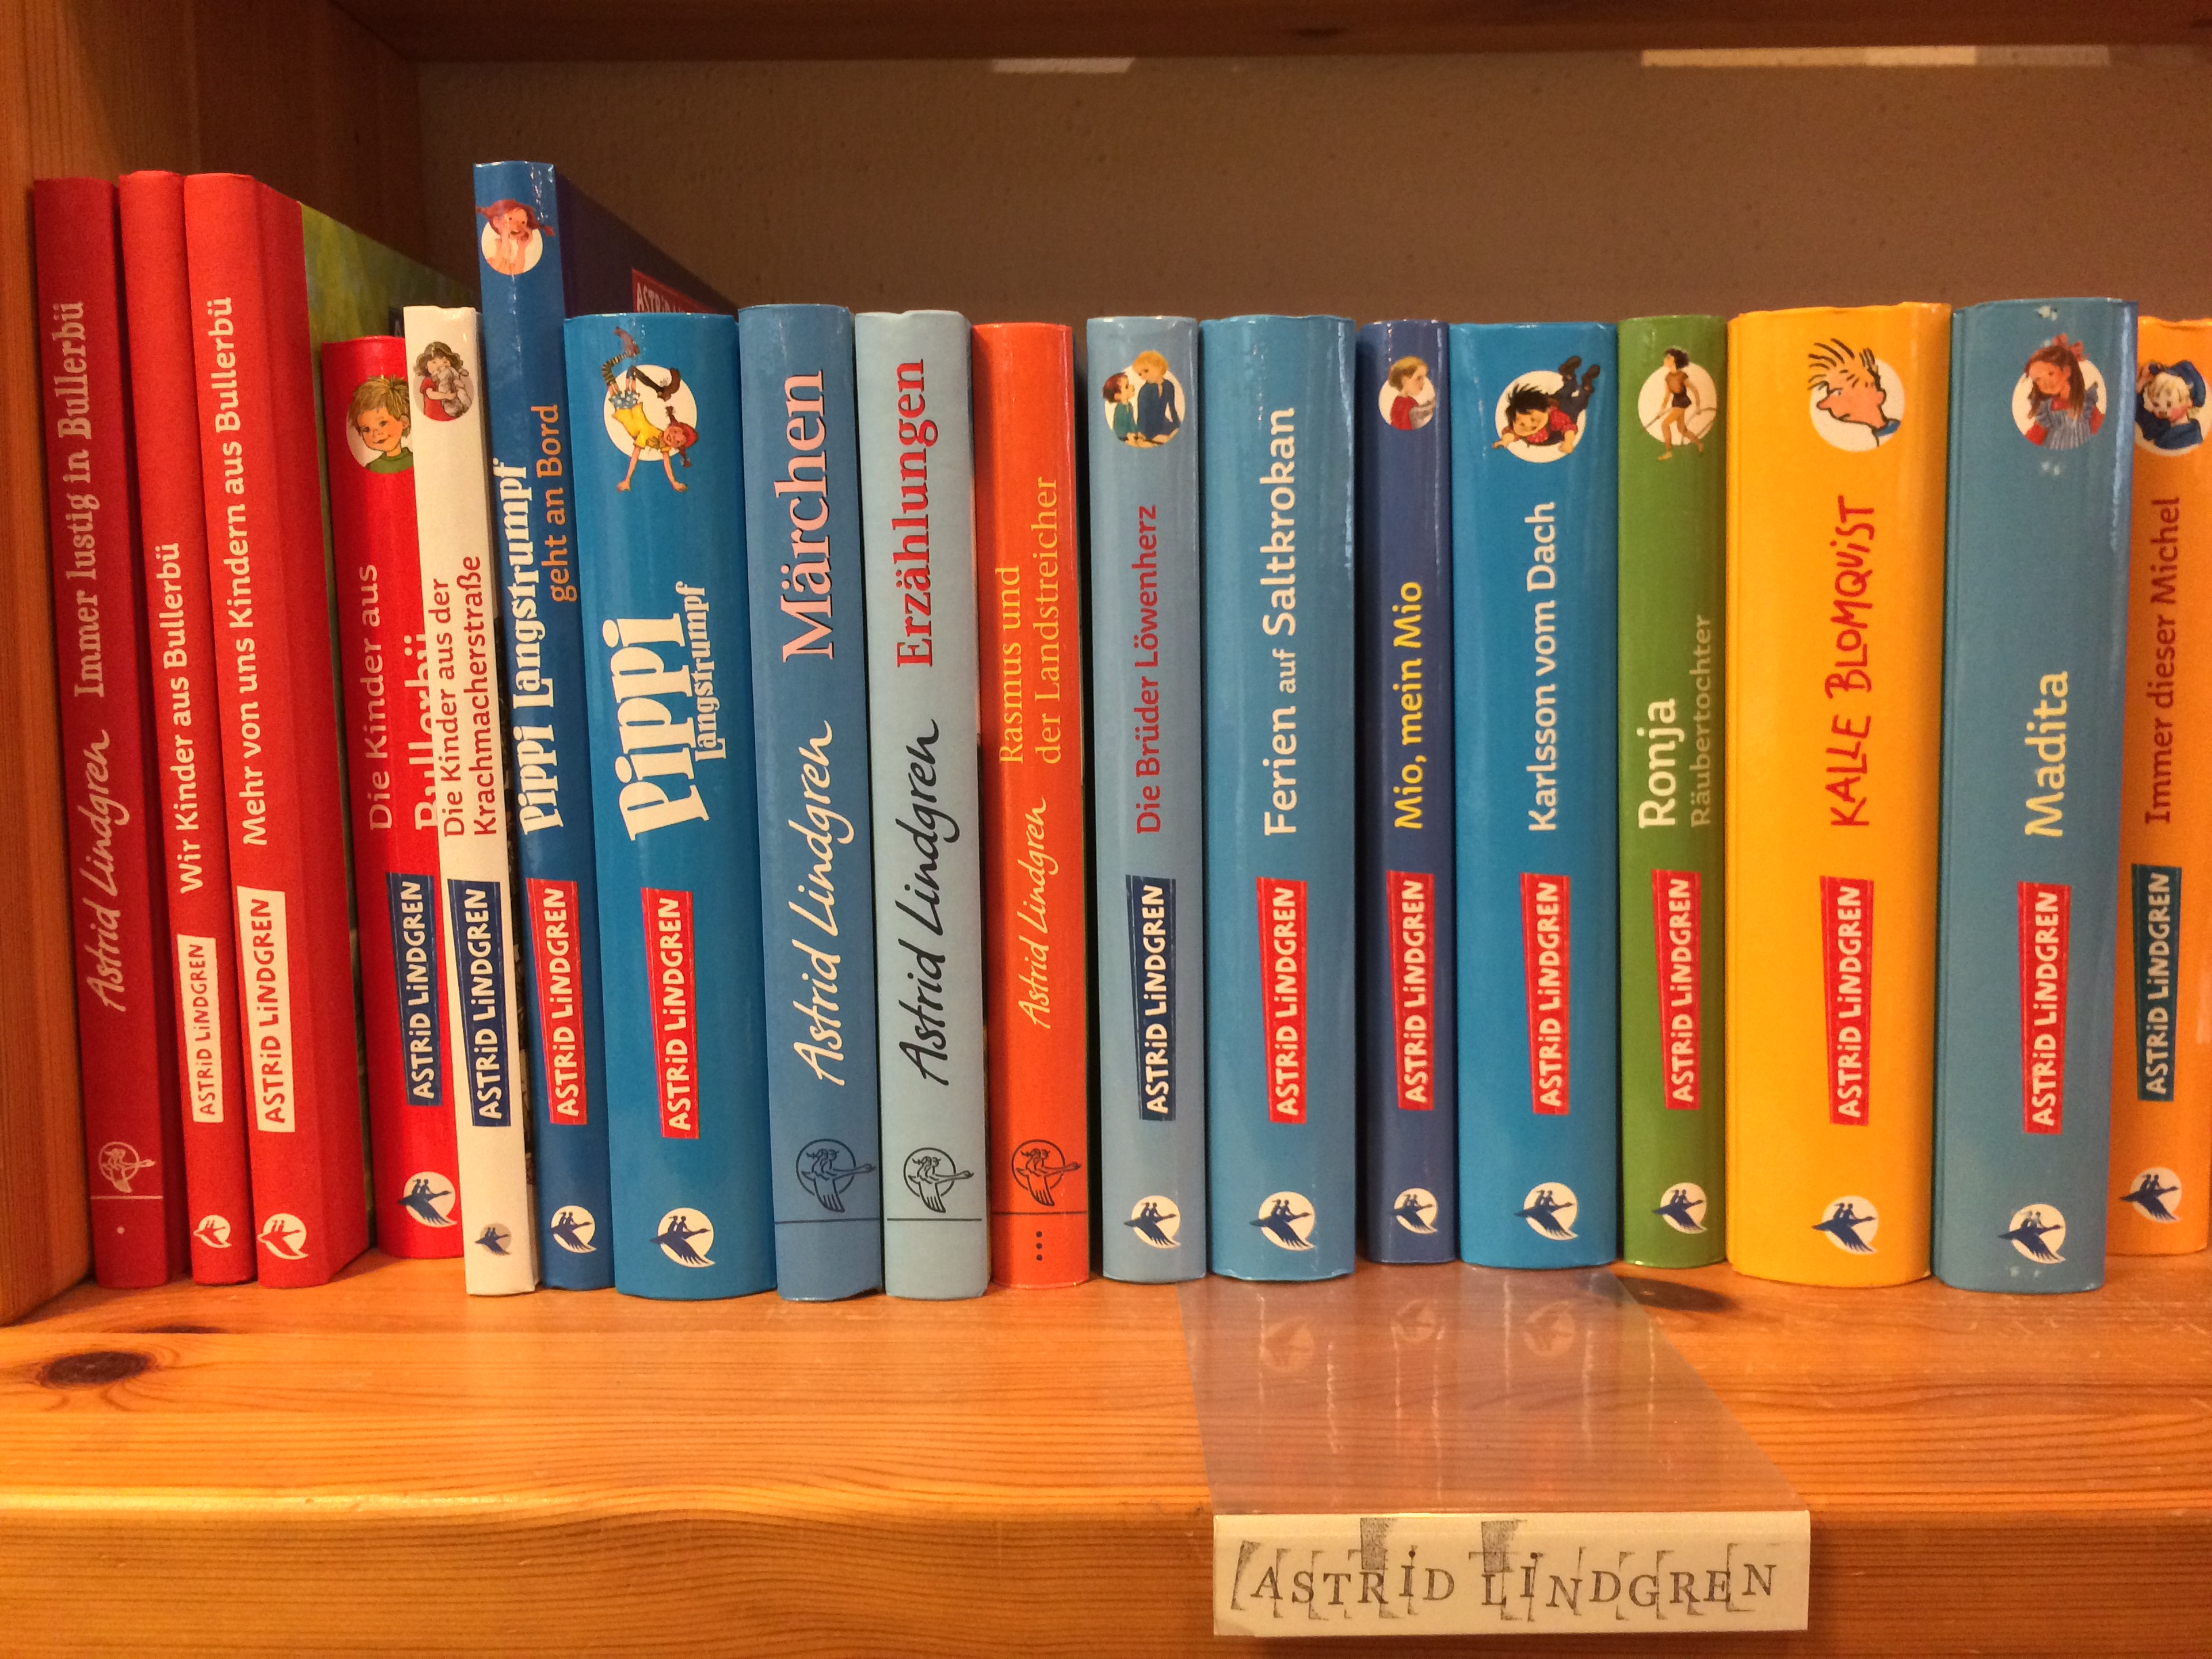 Astrid Lindgren Immer lustig in Bullerbü
ASTRiD LiNDGREN Wir Kinder aus Bullerbü
ASTRiD LiNDGREN Mehr von uns Kindern aus Bullerbü
ASTRiD LiNDGREN Die Kinder aus
Bullerbü
ASTRiD LiNDGREN Die Kinder aus der
Krachmacherstraße
ASTRiD LiNDGREN Pippi Langstrumpf
geht an Bord
ASTRiD LiNDGREN Pippi
Langstrumpf
Astrid Lindgren Märchen
Astrid Lindgren Erzählungen
Astrid Lindgren Rasmus und
der Landstreicher
ASTRiD LiNDGREN Die Brüder Löwenherz
ASTRiD LiNDGREN Ferien auf Saltkrokan
ASTRiD LiNDGREN Mio, mein Mio
ASTRiD LiNDGREN Karlsson vom Dach
ASTRiD LiNDGREN Ronja
Räubertochter
ASTRiD LiNDGREN KALLE BLOMQUiST
ASTRiD LiNDGREN Madita
ASTRiD LiNDGREN Immer dieser Michel
ASTRiD LiNDGREN